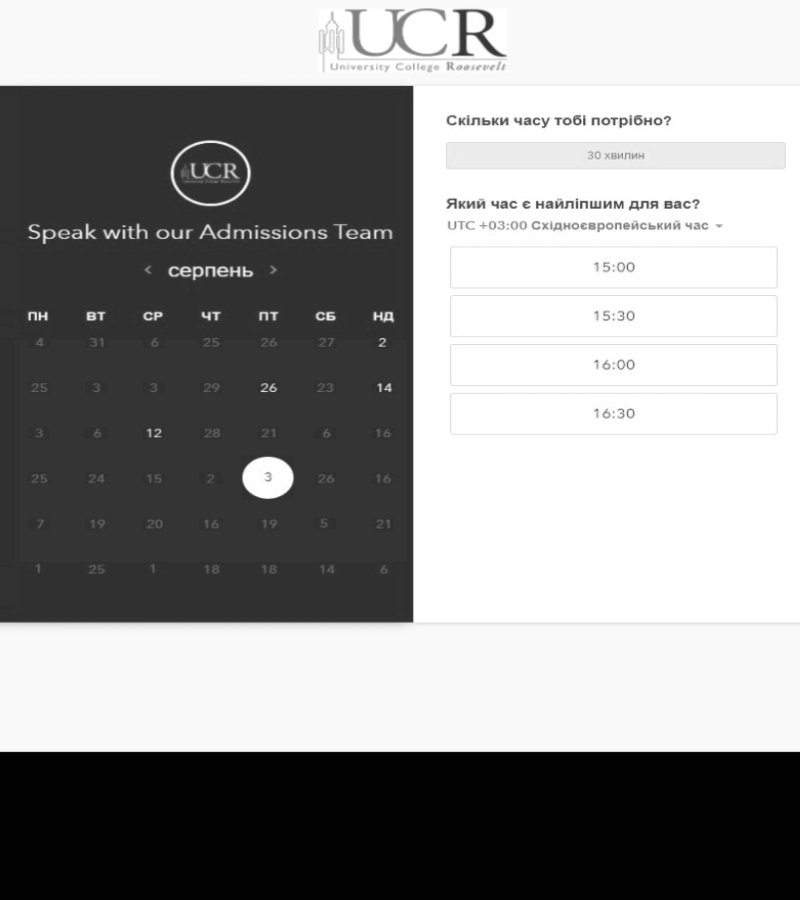 UCR
University College Roosevelt
UCR
Speak with our Admissions Team
< серпень >
ПН ВТ СР ЧТ ПТ СБ НД
4 31 6 25 26 27 2
25 3 3 29 26 23 14
3 6 12 28 21 6 16
25 24 15 2 3 26 16
7 19 20 16 19 5 21
1 25 1 18 18 14 6
Скільки часу тобі потрібно?
30 хвилин
Який час є найліпшим для вас?
UTC +03:00 Східноєвропейський час
15:00
15:30
16:00
16:30